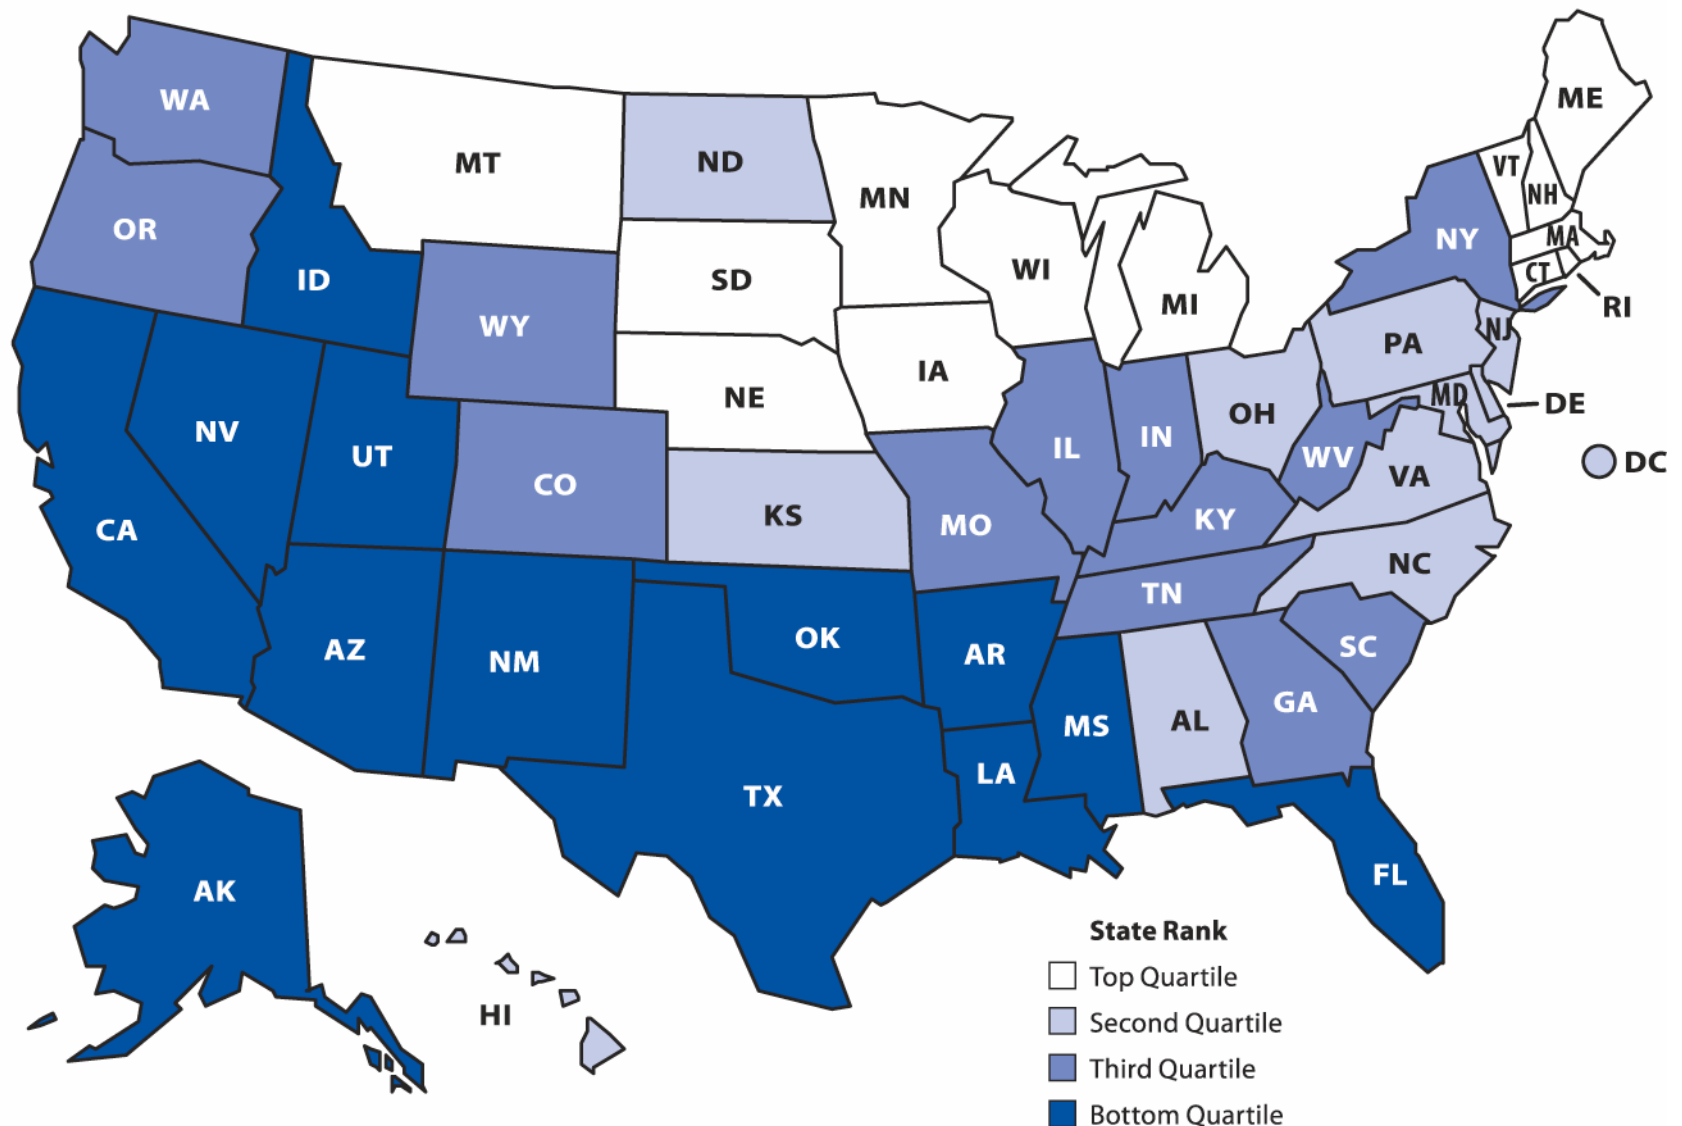 WA
MT
ND
MN
ME
VT
NH
OR
ID
WY
SD
WI
MI
NY
MA
CT
RI
NV
UT
CO
NE
IA
IL
IN
OH
PA
NJ
MD
DE
DC
WV
VA
CA
KS
MO
KY
NC
TN
AZ
NM
OK
AR
MS
AL
GA
SC
TX
LA
FL
AK
HI
State Rank
Top Quartile
Second Quartile
Third Quartile
Bottom Quartile